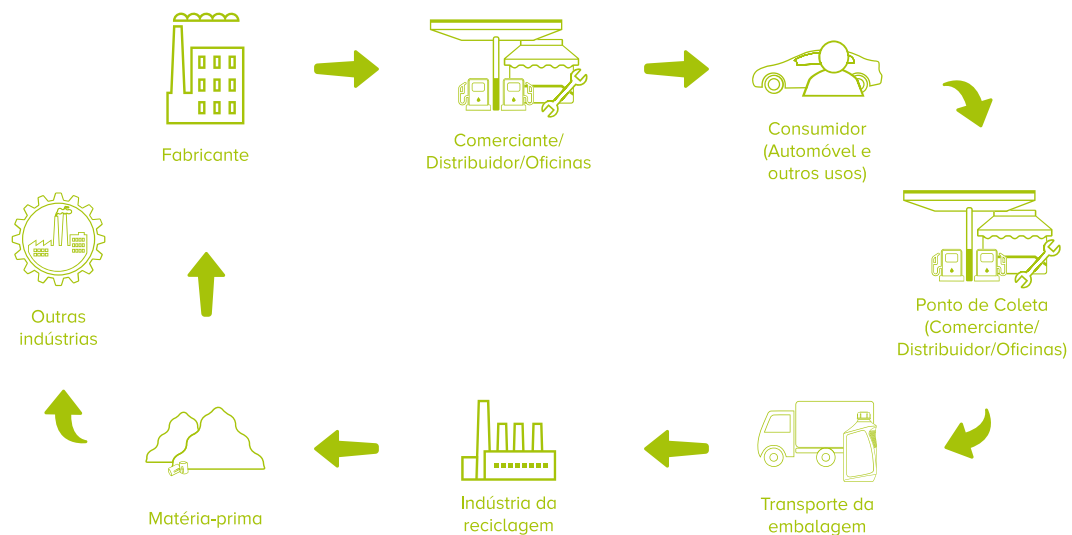 Fabricante
Comerciante/
Distribuidor/Oficinas
Consumidor
(Automóvel e
outros usos)
Ponto de Coleta
(Comerciante/
Distribuidor/Oficinas)
Transporte da
embalagem
Indústria da
reciclagem
Matéria-prima
Outras
indústrias